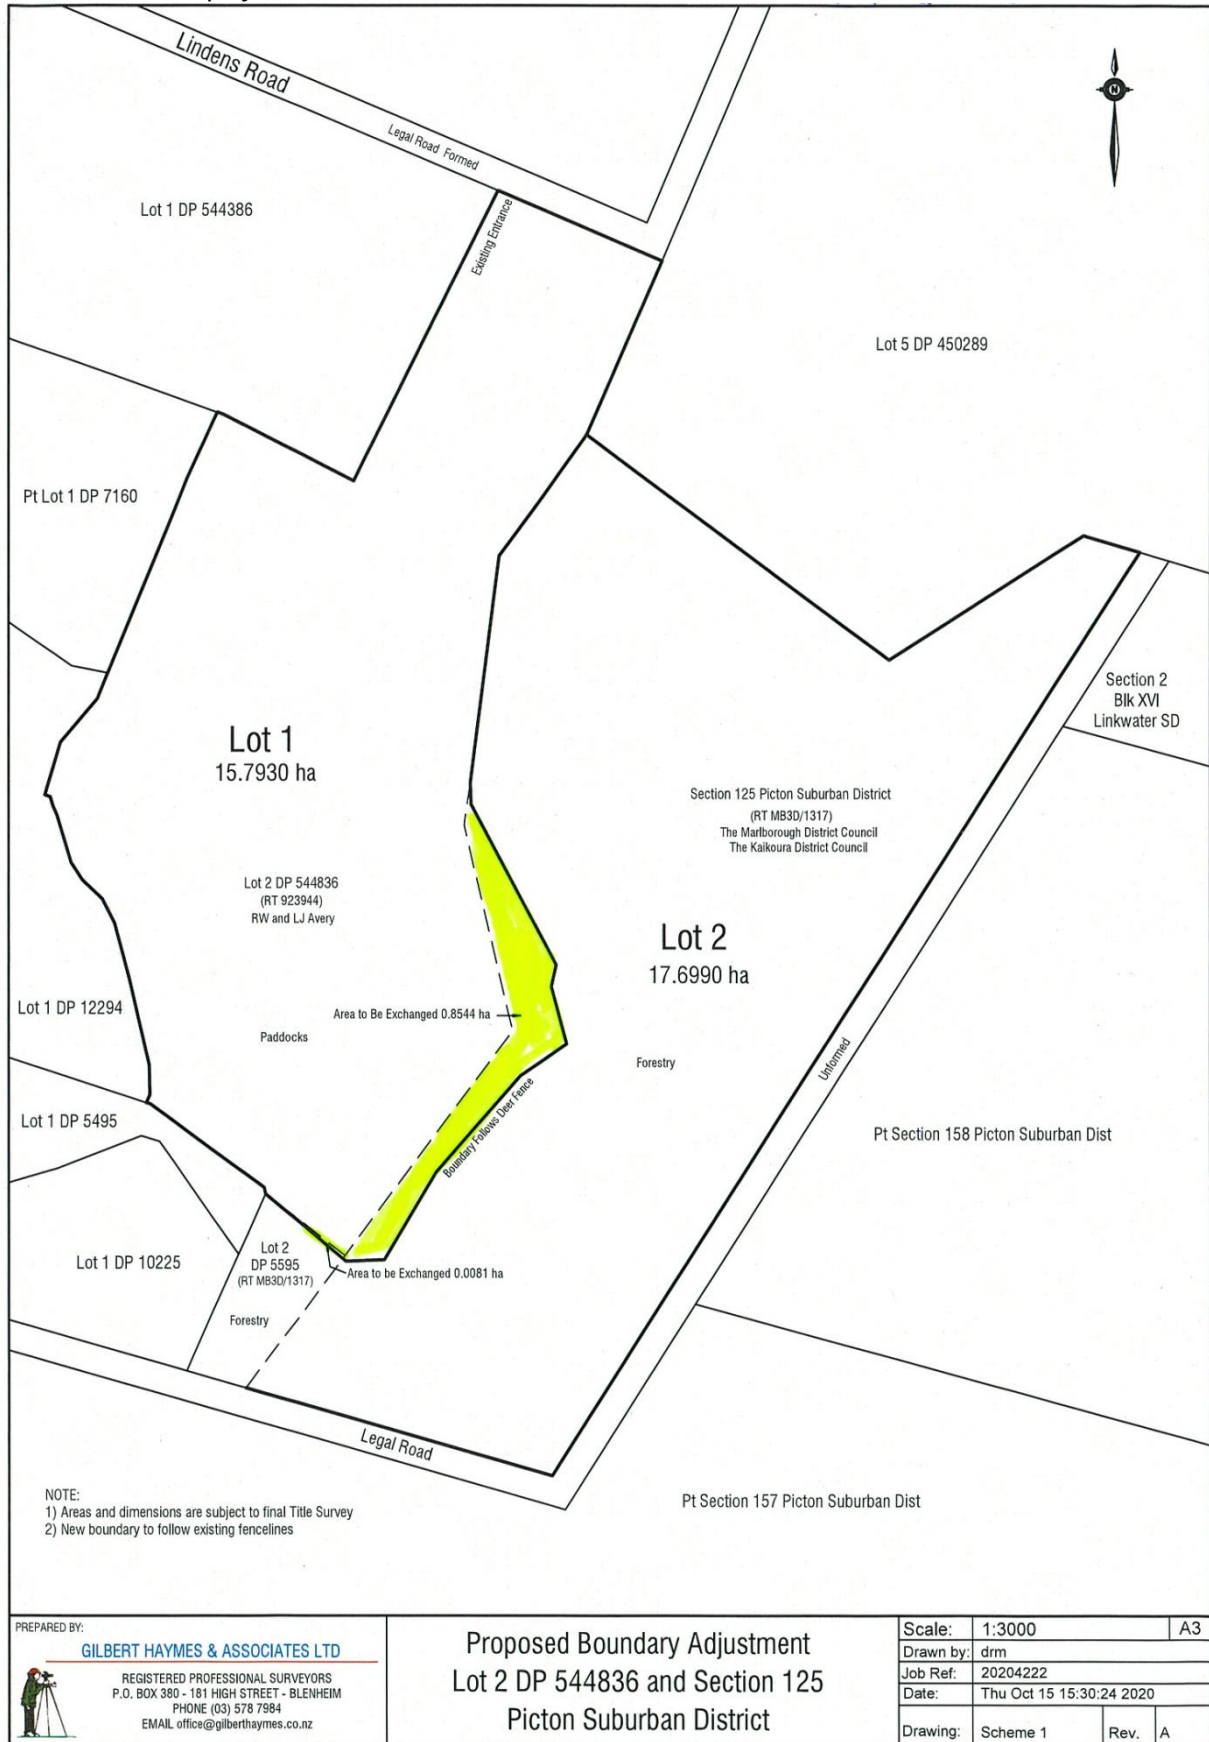 Lindens Road
Legal Road Formed
N
Lot 1 DP 544386
Existing Entrance
Lot 5 DP 450289
Pt Lot 1 DP 7160
Section 2
Blk XVI
Linkwater SD
Lot 1
15.7930 ha
Section 125 Picton Suburban District
(RT MB3D/1317)
The Marlborough District Council
The Kaikoura District Council
Lot 2 DP 544836
(RT 923944)
RW and LJ Avery
Lot 2
17.6990 ha
Lot 1 DP 12294
Area to Be Exchanged 0.8544 ha
Paddocks
Forestry
Unformed
Boundary Follows Deer Fence
Lot 1 DP 5495
Pt Section 158 Picton Suburban Dist
Lot 1 DP 10225
Lot 2
DP 5595
(RT MB3D/1317)
Area to be Exchanged 0.0081 ha
Forestry
Legal Road
Pt Section 157 Picton Suburban Dist
NOTE:
1) Areas and dimensions are subject to final Title Survey
2) New boundary to follow existing fencelines
PREPARED BY:
GILBERT HAYMES & ASSOCIATES LTD
REGISTERED PROFESSIONAL SURVEYORS
P.O. BOX 380 - 181 HIGH STREET - BLENHEIM
PHONE (03) 578 7984
EMAIL office@gilberthaymes.co.nz
Proposed Boundary Adjustment
Lot 2 DP 544836 and Section 125
Picton Suburban District
Scale: 1:3000 A3
Drawn by: drm
Job Ref: 20204222
Date: Thu Oct 15 15:30:24 2020
Drawing: Scheme 1 Rev. A